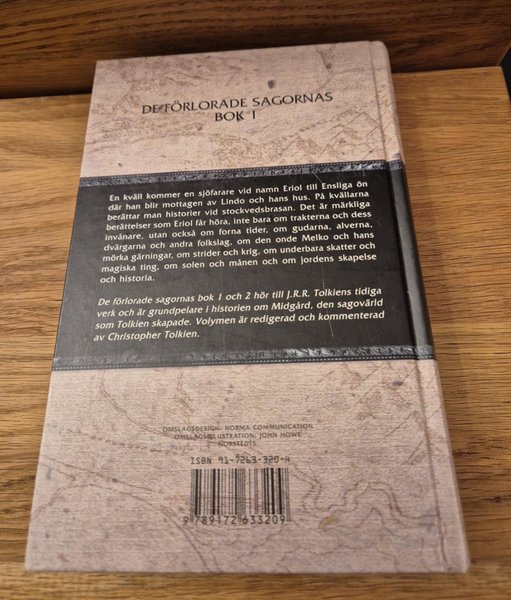 DE FÖRLORADE SAGORNAS
BOK I
En kväll kommer en sjöfarare vid namn Eriol till Ensliga ön
där han blir mottagen av Lindo och hans hus. På kvällarna
berättar man historier vid stockvedsbrasan. Det är märkliga
berättelser som Eriol får höra, inte bara om trakterna och dess
invånare, utan också om forna tider, om gudarna, alverna,
dvärgarna och andra folkslag, om den onde Melko och hans
mörka gärningar, om strider och krig, om underbara skatter och
magiska ting, om solen och månen och om jordens skapelse
och historia.
De förlorade sagornas bok 1 och 2 hör till J.R.R. Tolkiens tidiga
verk och är grundpelare i historien om Midgård, den sagovärld
som Tolkien skapade. Volymen är redigerad och kommenterad
av Christopher Tolkien.
OMSLAGSDESIGN: NORMA COMMUNICATION
OMSLAGSILLUSTRATION: JOHN HOWE
NORSTEDTS
ISBN 91-7263-320-4
9 789172 633209